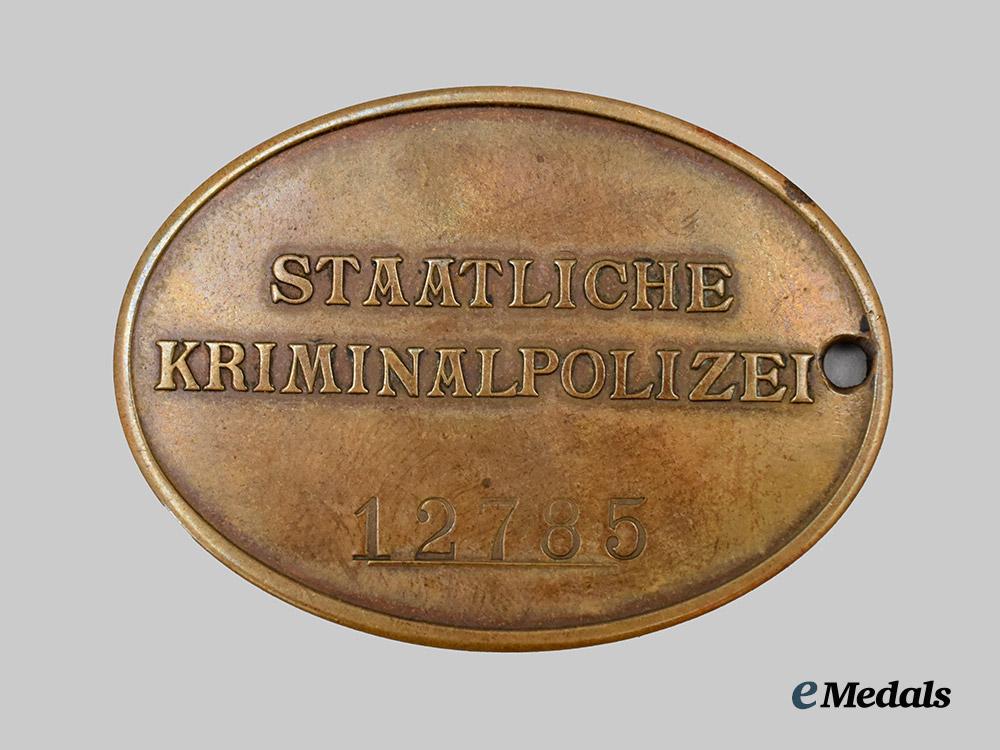 STAATLICHE
KRIMINALPOLIZEI
12785
eMedals